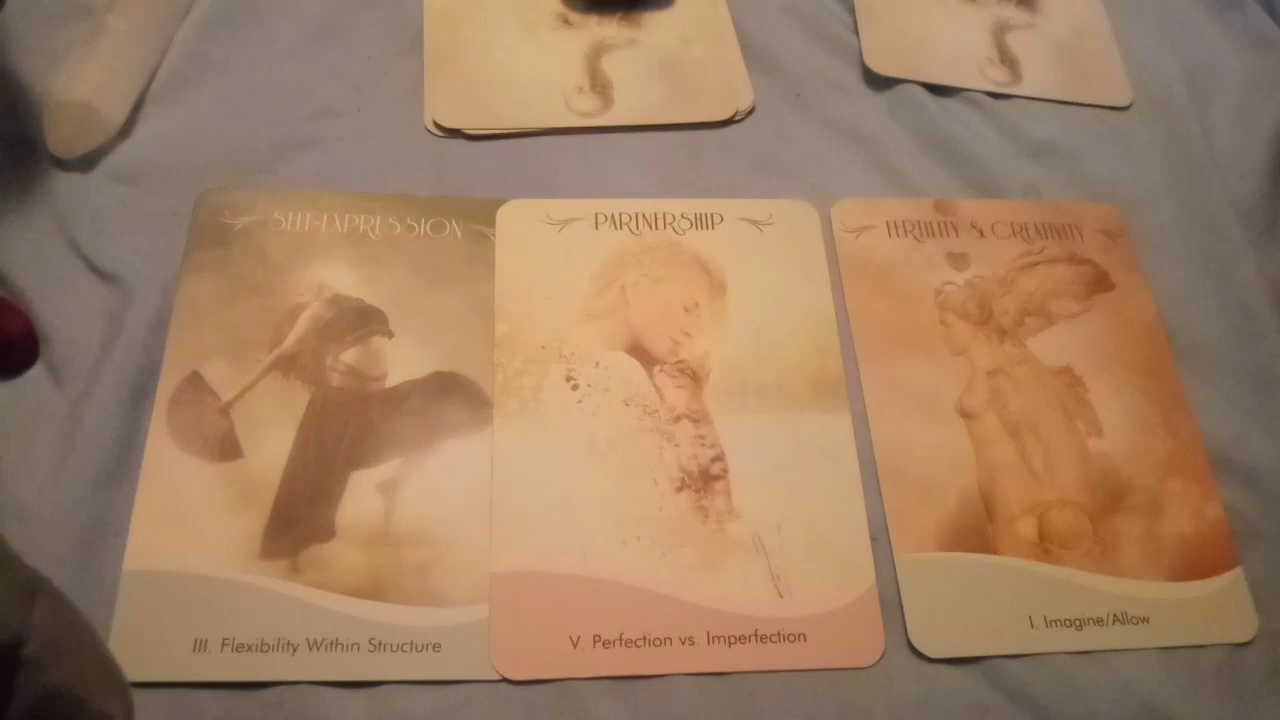 SELF-EXPRESSION
III. Flexibility Within Structure
PARTNERSHIP
V. Perfection vs. Imperfection
FERTILITY & CREATIVITY
I. Imagine/Allow